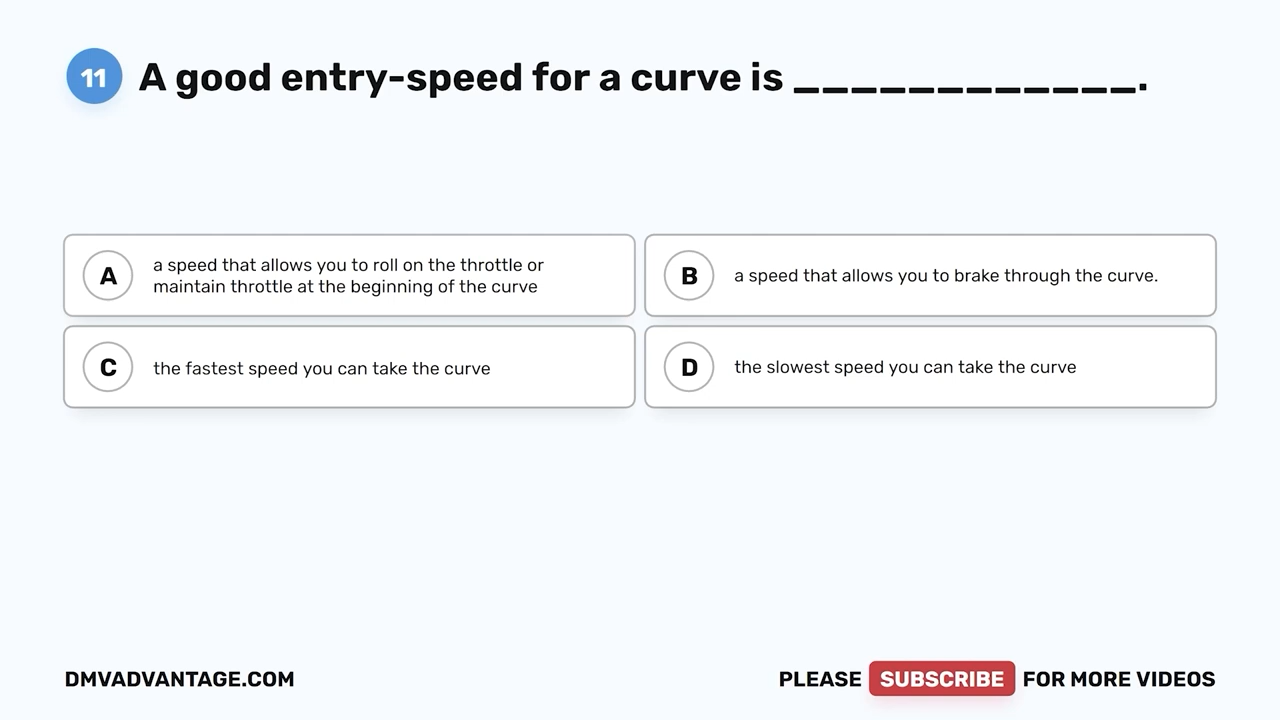 11 A good entry-speed for a curve is ____________.
A a speed that allows you to roll on the throttle or
maintain throttle at the beginning of the curve
B a speed that allows you to brake through the curve.
C the fastest speed you can take the curve
D the slowest speed you can take the curve
DMVADVANTAGE.COM
PLEASE SUBSCRIBE FOR MORE VIDEOS